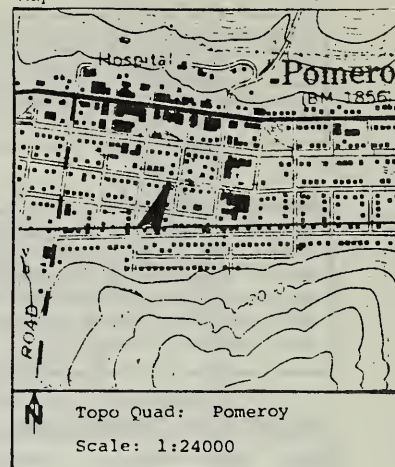 Hospital
Pomero
BM 1856
ROAD
N
Topo Quad: Pomeroy
Scale: 1:24000